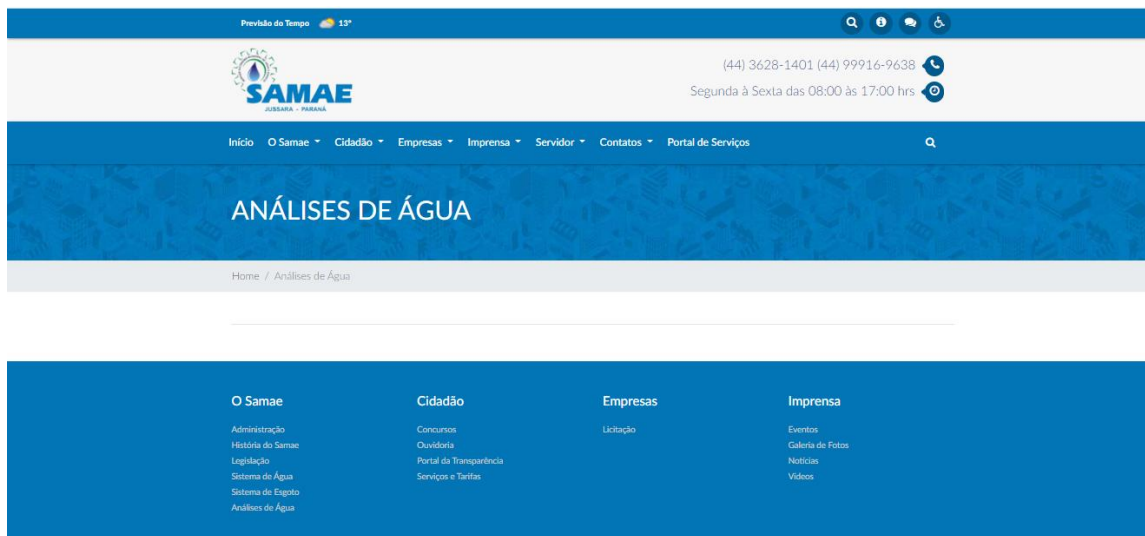 Previsão do Tempo 13°
SAMAE
JUSSARA - PARANÁ
(44) 3628-1401 (44) 99916-9638
Segunda à Sexta das 08:00 às 17:00 hrs
Início O Samae Cidadão Empresas Imprensa Servidor Contatos Portal de Serviços
ANÁLISES DE ÁGUA
Home / Análises de Água
O Samae
Administração
História do Samae
Legislação
Sistema de Água
Sistema de Esgoto
Análises de Água
Cidadão
Concursos
Ouvidoria
Portal da Transparência
Serviços e Tarifas
Empresas
Licitação
Imprensa
Eventos
Galeria de Fotos
Notícias
Vídeos